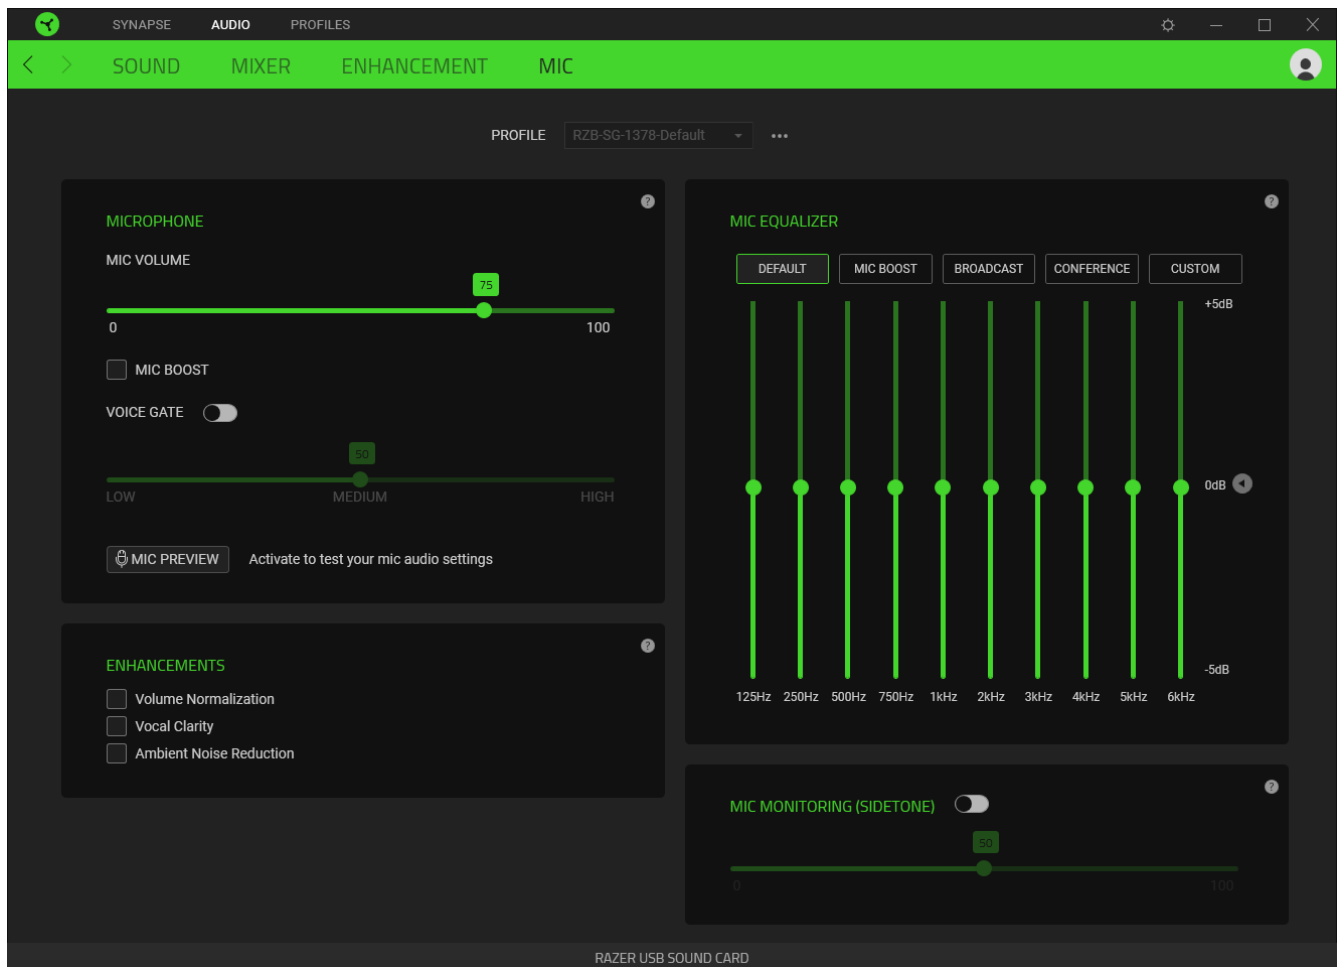 SYNAPSE AUDIO PROFILES
SOUND MIXER ENHANCEMENT MIC
PROFILE RZB-SG-1378-Default
MICROPHONE
MIC VOLUME
75
0 100
MIC BOOST
VOICE GATE
50
LOW MEDIUM HIGH
MIC PREVIEW Activate to test your mic audio settings
ENHANCEMENTS
Volume Normalization
Vocal Clarity
Ambient Noise Reduction
MIC EQUALIZER
DEFAULT MIC BOOST BROADCAST CONFERENCE CUSTOM
+5dB
0dB
-5dB
125Hz 250Hz 500Hz 750Hz 1kHz 2kHz 3kHz 4kHz 5kHz 6kHz
MIC MONITORING (SIDETONE)
50
0 100
RAZER USB SOUND CARD